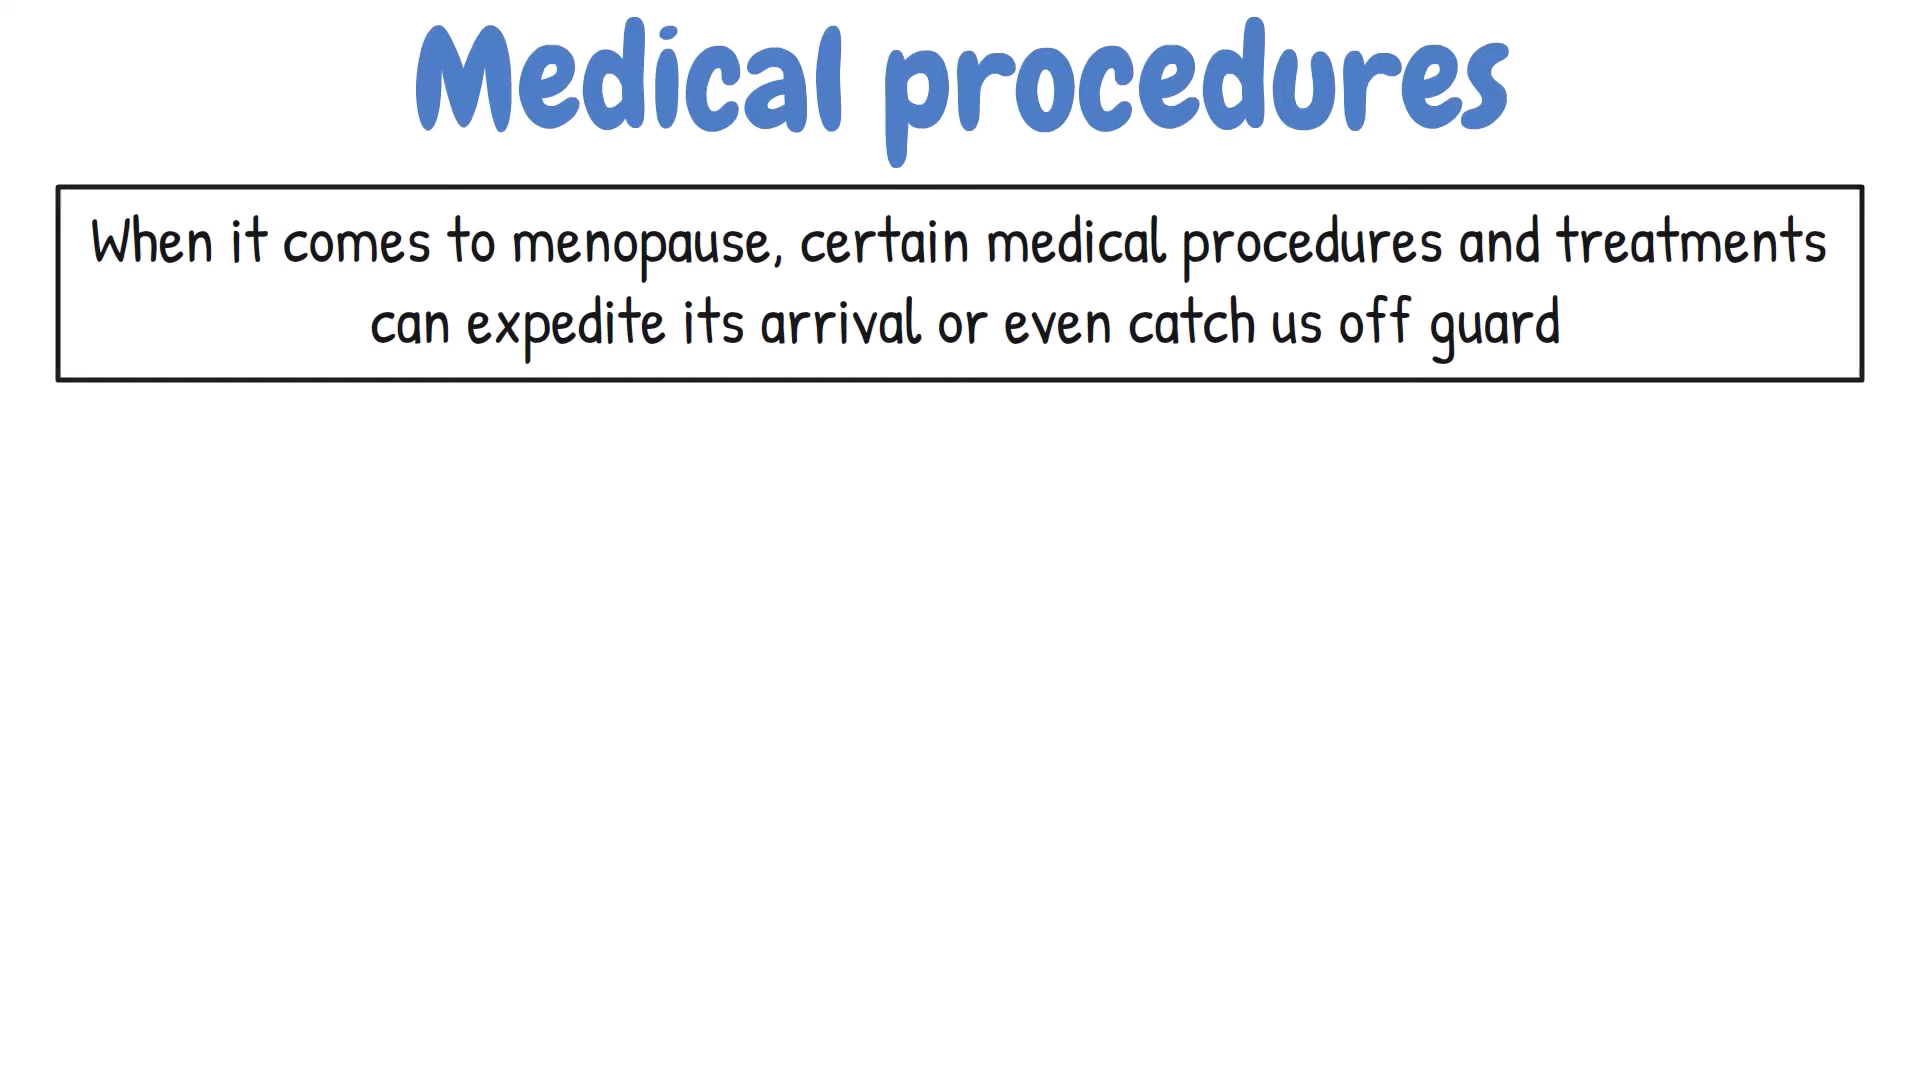 Medical procedures
When it comes to menopause, certain medical procedures and treatments
can expedite its arrival or even catch us off guard